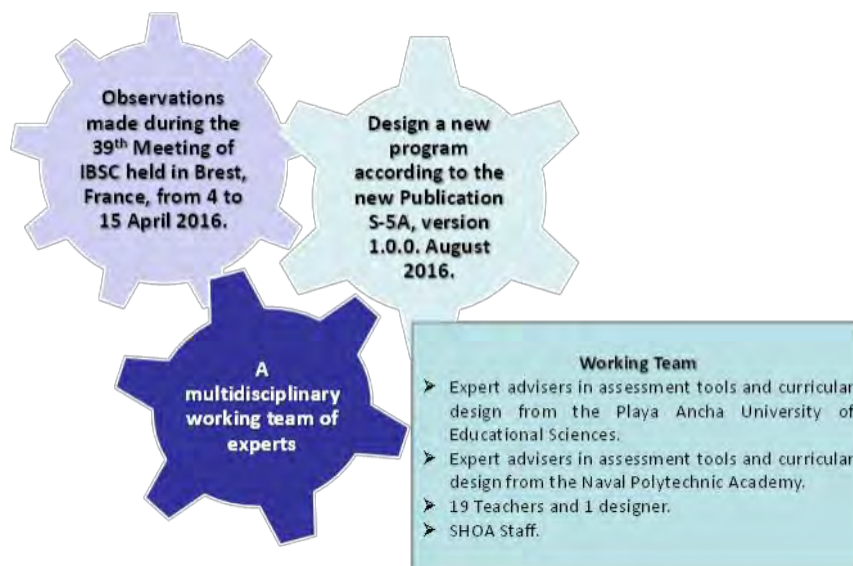 Observations
made during the
39th Meeting of
IBSC held in Brest,
France, from 4 to
15 April 2016.
Design a new
program
according to the
new Publication
S-5A, version
1.0.0. August
2016.
A
multidisciplinary
working team of
experts
Working Team
➤ Expert advisers in assessment tools and curricular
design from the Playa Ancha University of
Educational Sciences.
➤ Expert advisers in assessment tools and curricular
design from the Naval Polytechnic Academy.
➤ 19 Teachers and 1 designer.
➤ SHOA Staff.